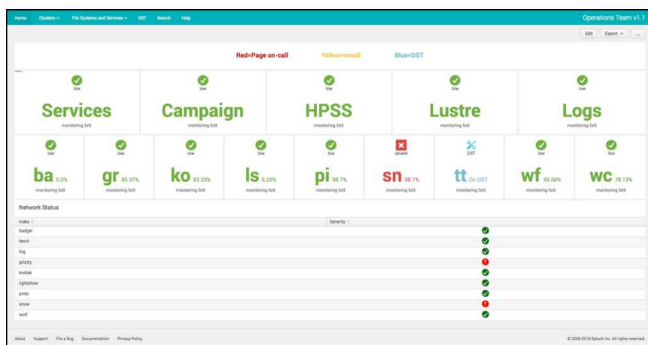 Home Clusters File Systems and Services DST Search Help Operations Team v1.1
Edit Export ...
Red=Page on-call Yellow=email Blue=DST
low low low low low
Services Campaign HPSS Lustre Logs
monitoring 5x8 monitoring 5x8 monitoring 5x8 monitoring 5x8 monitoring 5x8
low low low low low severe DST low low
ba 0.0% gr 85.07% ko 83.33% ls 6.20% pi 98.7% sn 98.1% tt On DST wf 99.68% wc 78.13%
monitoring 5x8 monitoring 5x8 monitoring 5x8 monitoring 5x8 monitoring 5x8 monitoring 5x8 monitoring 5x8 monitoring 5x8 monitoring 5x8
Network Status
Index Severity
badger
fog
grizzly
kodiak
lightshow
pinto
snow
wolf
About Support File a Bug Documentation Privacy Policy © 2005-2018 Splunk Inc. All rights reserved.